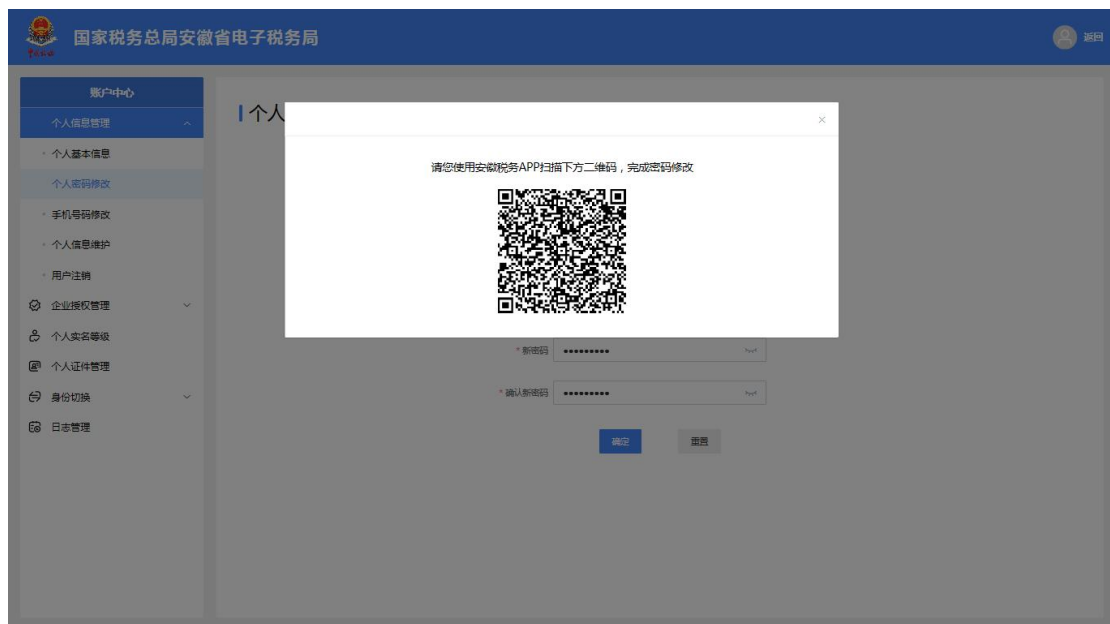 国家税务总局安徽省电子税务局
返回
账户中心
个人信息管理
个人基本信息
个人密码修改
手机号码修改
个人信息维护
用户注销
企业授权管理
个人实名等级
个人证件管理
身份切换
日志管理
个人
请您使用安徽税务APP扫描下方二维码，完成密码修改
* 新密码 •••••••••
* 确认新密码 •••••••••
确定 重置